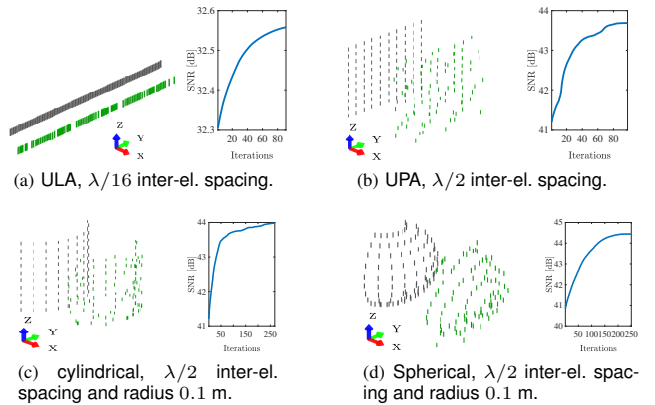 32.6
32.5
32.4
32.3
SNR [dB]
20 40 60 80
Iterations
Z
Y
X
(a) ULA, λ/16 inter-el. spacing.
44
43
42
41
SNR [dB]
20 40 60 80
Iterations
Z
Y
X
(b) UPA, λ/2 inter-el. spacing.
44
43
42
41
SNR [dB]
50 150 250
Iterations
Z
Y
X
(c) cylindrical, λ/2 inter-el.
spacing and radius 0.1 m.
45
44
43
42
41
40
SNR [dB]
50 100 150 200 250
Iterations
Z
Y
X
(d) Spherical, λ/2 inter-el. spac-
ing and radius 0.1 m.